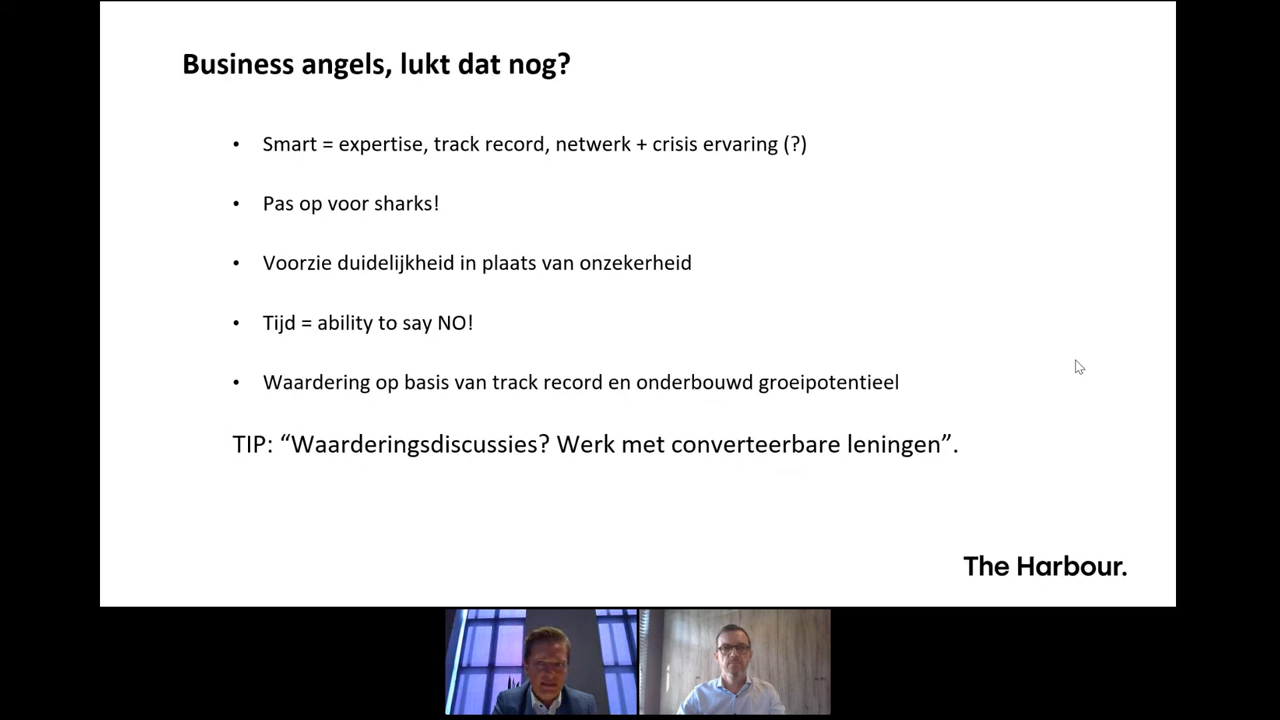 Business angels, lukt dat nog?
• Smart = expertise, track record, netwerk + crisis ervaring (?)
• Pas op voor sharks!
• Voorzie duidelijkheid in plaats van onzekerheid
• Tijd = ability to say NO!
• Waardering op basis van track record en onderbouwd groeipotentieel
TIP: “Waarderingsdiscussies? Werk met converteerbare leningen”.
The Harbour.